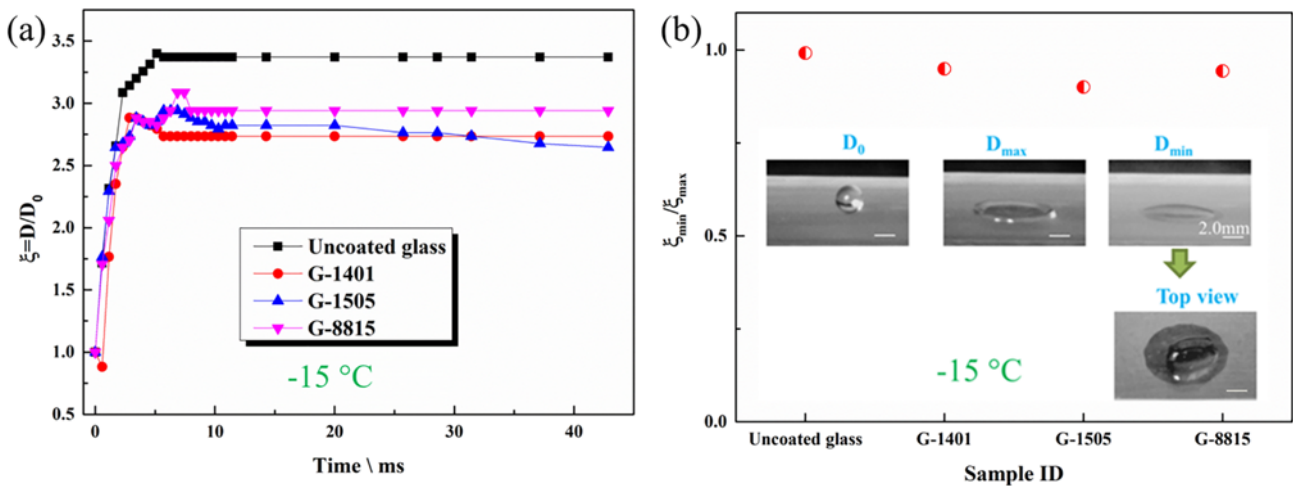 (a)
3.5
3.0
2.5
2.0
1.5
1.0
0.5
ξ=D/D₀
Uncoated glass
G-1401
G-1505
G-8815
-15 °C
0
10
20
30
40
Time \ ms
(b)
1.0
0.5
0.0
ξmin/ξmax
D₀
Dmax
Dmin
2.0mm
Top view
-15 °C
Uncoated glass
G-1401
G-1505
G-8815
Sample ID